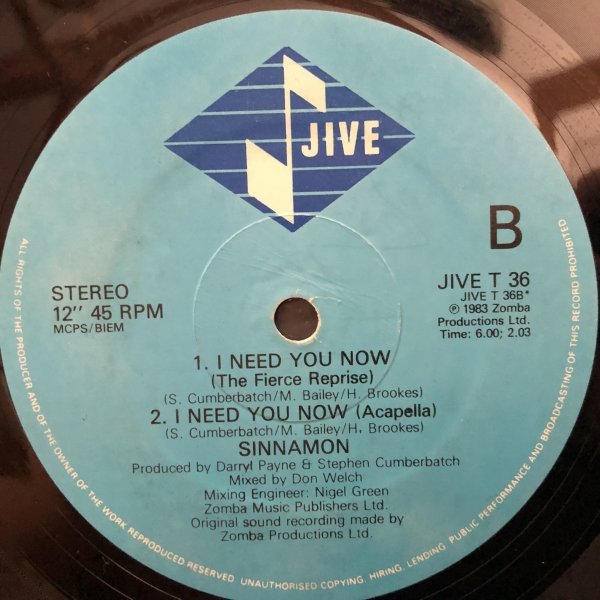 JIVE
B
STEREO
12" 45 RPM
MCPS/BIEM
JIVE T 36
JIVE T 36B*
℗ 1983 Zomba
Productions Ltd.
Time: 6.00; 2.03
1. I NEED YOU NOW
(The Fierce Reprise)
(S. Cumberbatch/M. Bailey/H. Brookes)
2. I NEED YOU NOW (Acapella)
(S. Cumberbatch/M. Bailey/H. Brookes)
SINNAMON
Produced by Darryl Payne & Stephen Cumberbatch
Mixed by Don Welch
Mixing Engineer: Nigel Green
Zomba Music Publishers Ltd.
Original sound recording made by
Zomba Productions Ltd.
ALL RIGHTS OF THE PRODUCER AND OF THE OWNER OF THE WORK REPRODUCED RESERVED UNAUTHORISED COPYING, HIRING, LENDING, PUBLIC PERFORMANCE AND BROADCASTING OF THIS RECORD PROHIBITED